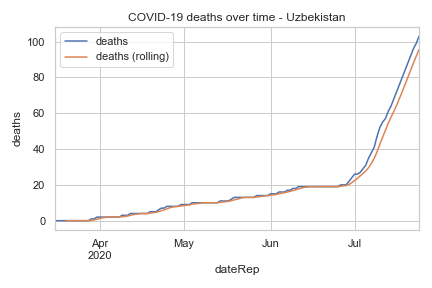 COVID-19 deaths over time - Uzbekistan
deaths
deaths (rolling)
100
80
60
40
20
0
deaths
Apr
2020
May
Jun
Jul
dateRep